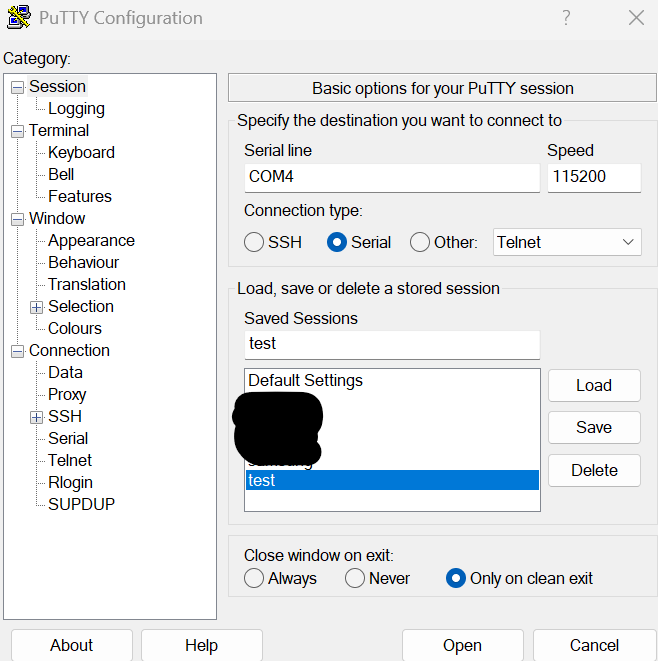 PuTTY Configuration
?
Category:
Session
Logging
Terminal
Keyboard
Bell
Features
Window
Appearance
Behaviour
Translation
Selection
Colours
Connection
Data
Proxy
SSH
Serial
Telnet
Rlogin
SUPDUP
Basic options for your PuTTY session
Specify the destination you want to connect to
Serial line Speed
COM4 115200
Connection type:
SSH Serial Other: Telnet
Load, save or delete a stored session
Saved Sessions
test
Default Settings
test
Load
Save
Delete
Close window on exit:
Always Never Only on clean exit
About Help Open Cancel